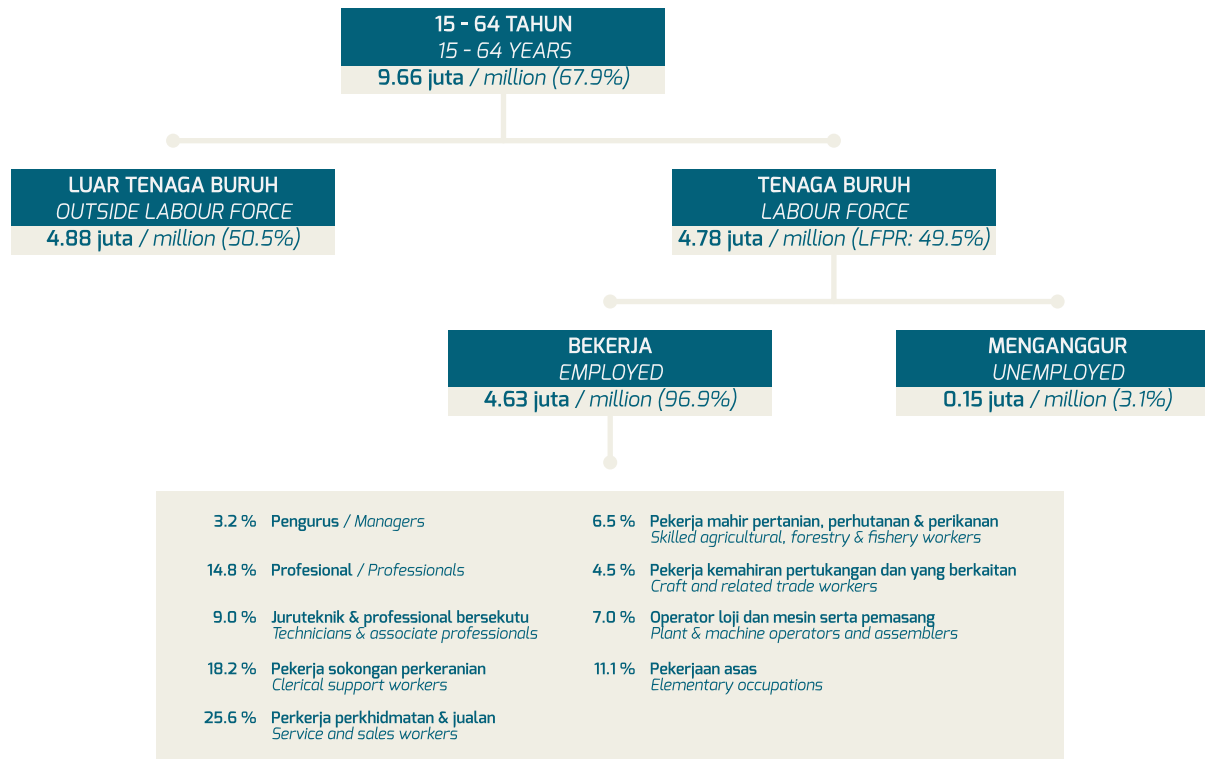 15 - 64 TAHUN
15 - 64 YEARS
9.66 juta / million (67.9%)
LUAR TENAGA BURUH
OUTSIDE LABOUR FORCE
4.88 juta / million (50.5%)
TENAGA BURUH
LABOUR FORCE
4.78 juta / million (LFPR: 49.5%)
BEKERJA
EMPLOYED
4.63 juta / million (96.9%)
MENGANGGUR
UNEMPLOYED
0.15 juta / million (3.1%)
3.2 % Pengurus / Managers
14.8 % Profesional / Professionals
9.0 % Juruteknik & professional bersekutu
Technicians & associate professionals
18.2 % Pekerja sokongan perkeranian
Clerical support workers
25.6 % Perkerja perkhidmatan & jualan
Service and sales workers
6.5 % Pekerja mahir pertanian, perhutanan & perikanan
Skilled agricultural, forestry & fishery workers
4.5 % Pekerja kemahiran pertukangan dan yang berkaitan
Craft and related trade workers
7.0 % Operator loji dan mesin serta pemasang
Plant & machine operators and assemblers
11.1 % Pekerjaan asas
Elementary occupations